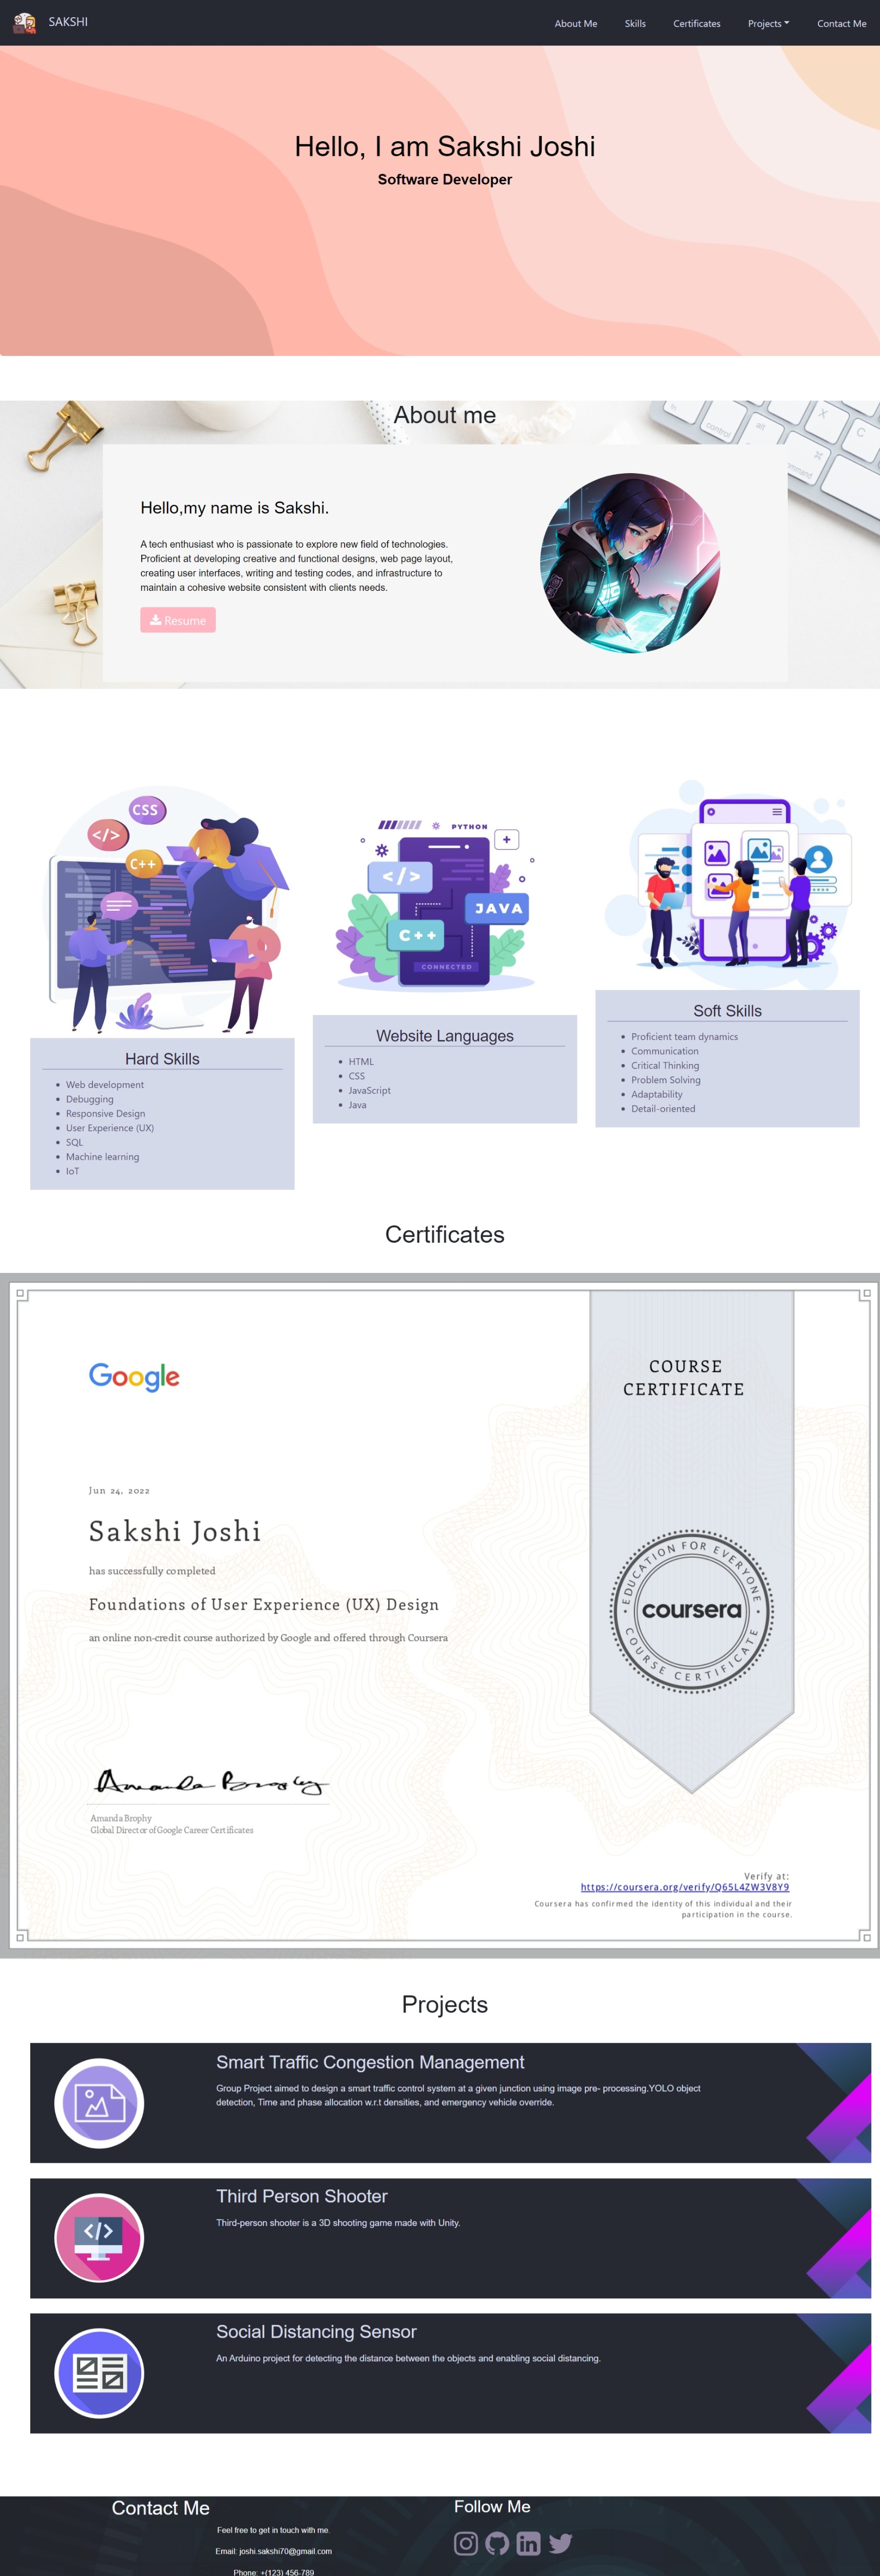 SAKSHI
About Me
Skills
Certificates
Projects
Contact Me
Hello, I am Sakshi Joshi
Software Developer
About me
Hello,my name is Sakshi.
A tech enthusiast who is passionate to explore new field of technologies.
Proficient at developing creative and functional designs, web page layout,
creating user interfaces, writing and testing codes, and infrastructure to
maintain a cohesive website consistent with clients needs.
Resume
control
alt
command
X
C
CSS
</>
C++
PYTHON
</>
JAVA
C++
CONNECTED
Hard Skills
Web development
Debugging
Responsive Design
User Experience (UX)
SQL
Machine learning
IoT
Website Languages
HTML
CSS
JavaScript
Java
Soft Skills
Proficient team dynamics
Communication
Critical Thinking
Problem Solving
Adaptability
Detail-oriented
Certificates
Google
COURSE
CERTIFICATE
Jun 24, 2022
Sakshi Joshi
has successfully completed
Foundations of User Experience (UX) Design
an online non-credit course authorized by Google and offered through Coursera
EDUCATION FOR EVERYONE
coursera
COURSE CERTIFICATE
Amanda Brophy
Amanda Brophy
Global Director of Google Career Certificates
Verify at:
https://coursera.org/verify/Q65L4ZW3V8Y9
Coursera has confirmed the identity of this individual and their
participation in the course.
Projects
Smart Traffic Congestion Management
Group Project aimed to design a smart traffic control system at a given junction using image pre- processing.YOLO object
detection, Time and phase allocation w.r.t densities, and emergency vehicle override.
Third Person Shooter
Third-person shooter is a 3D shooting game made with Unity.
</>
Social Distancing Sensor
An Arduino project for detecting the distance between the objects and enabling social distancing.
Contact Me
Feel free to get in touch with me.
Email: joshi.sakshi70@gmail.com
Phone: +(123) 456-789
Follow Me
in